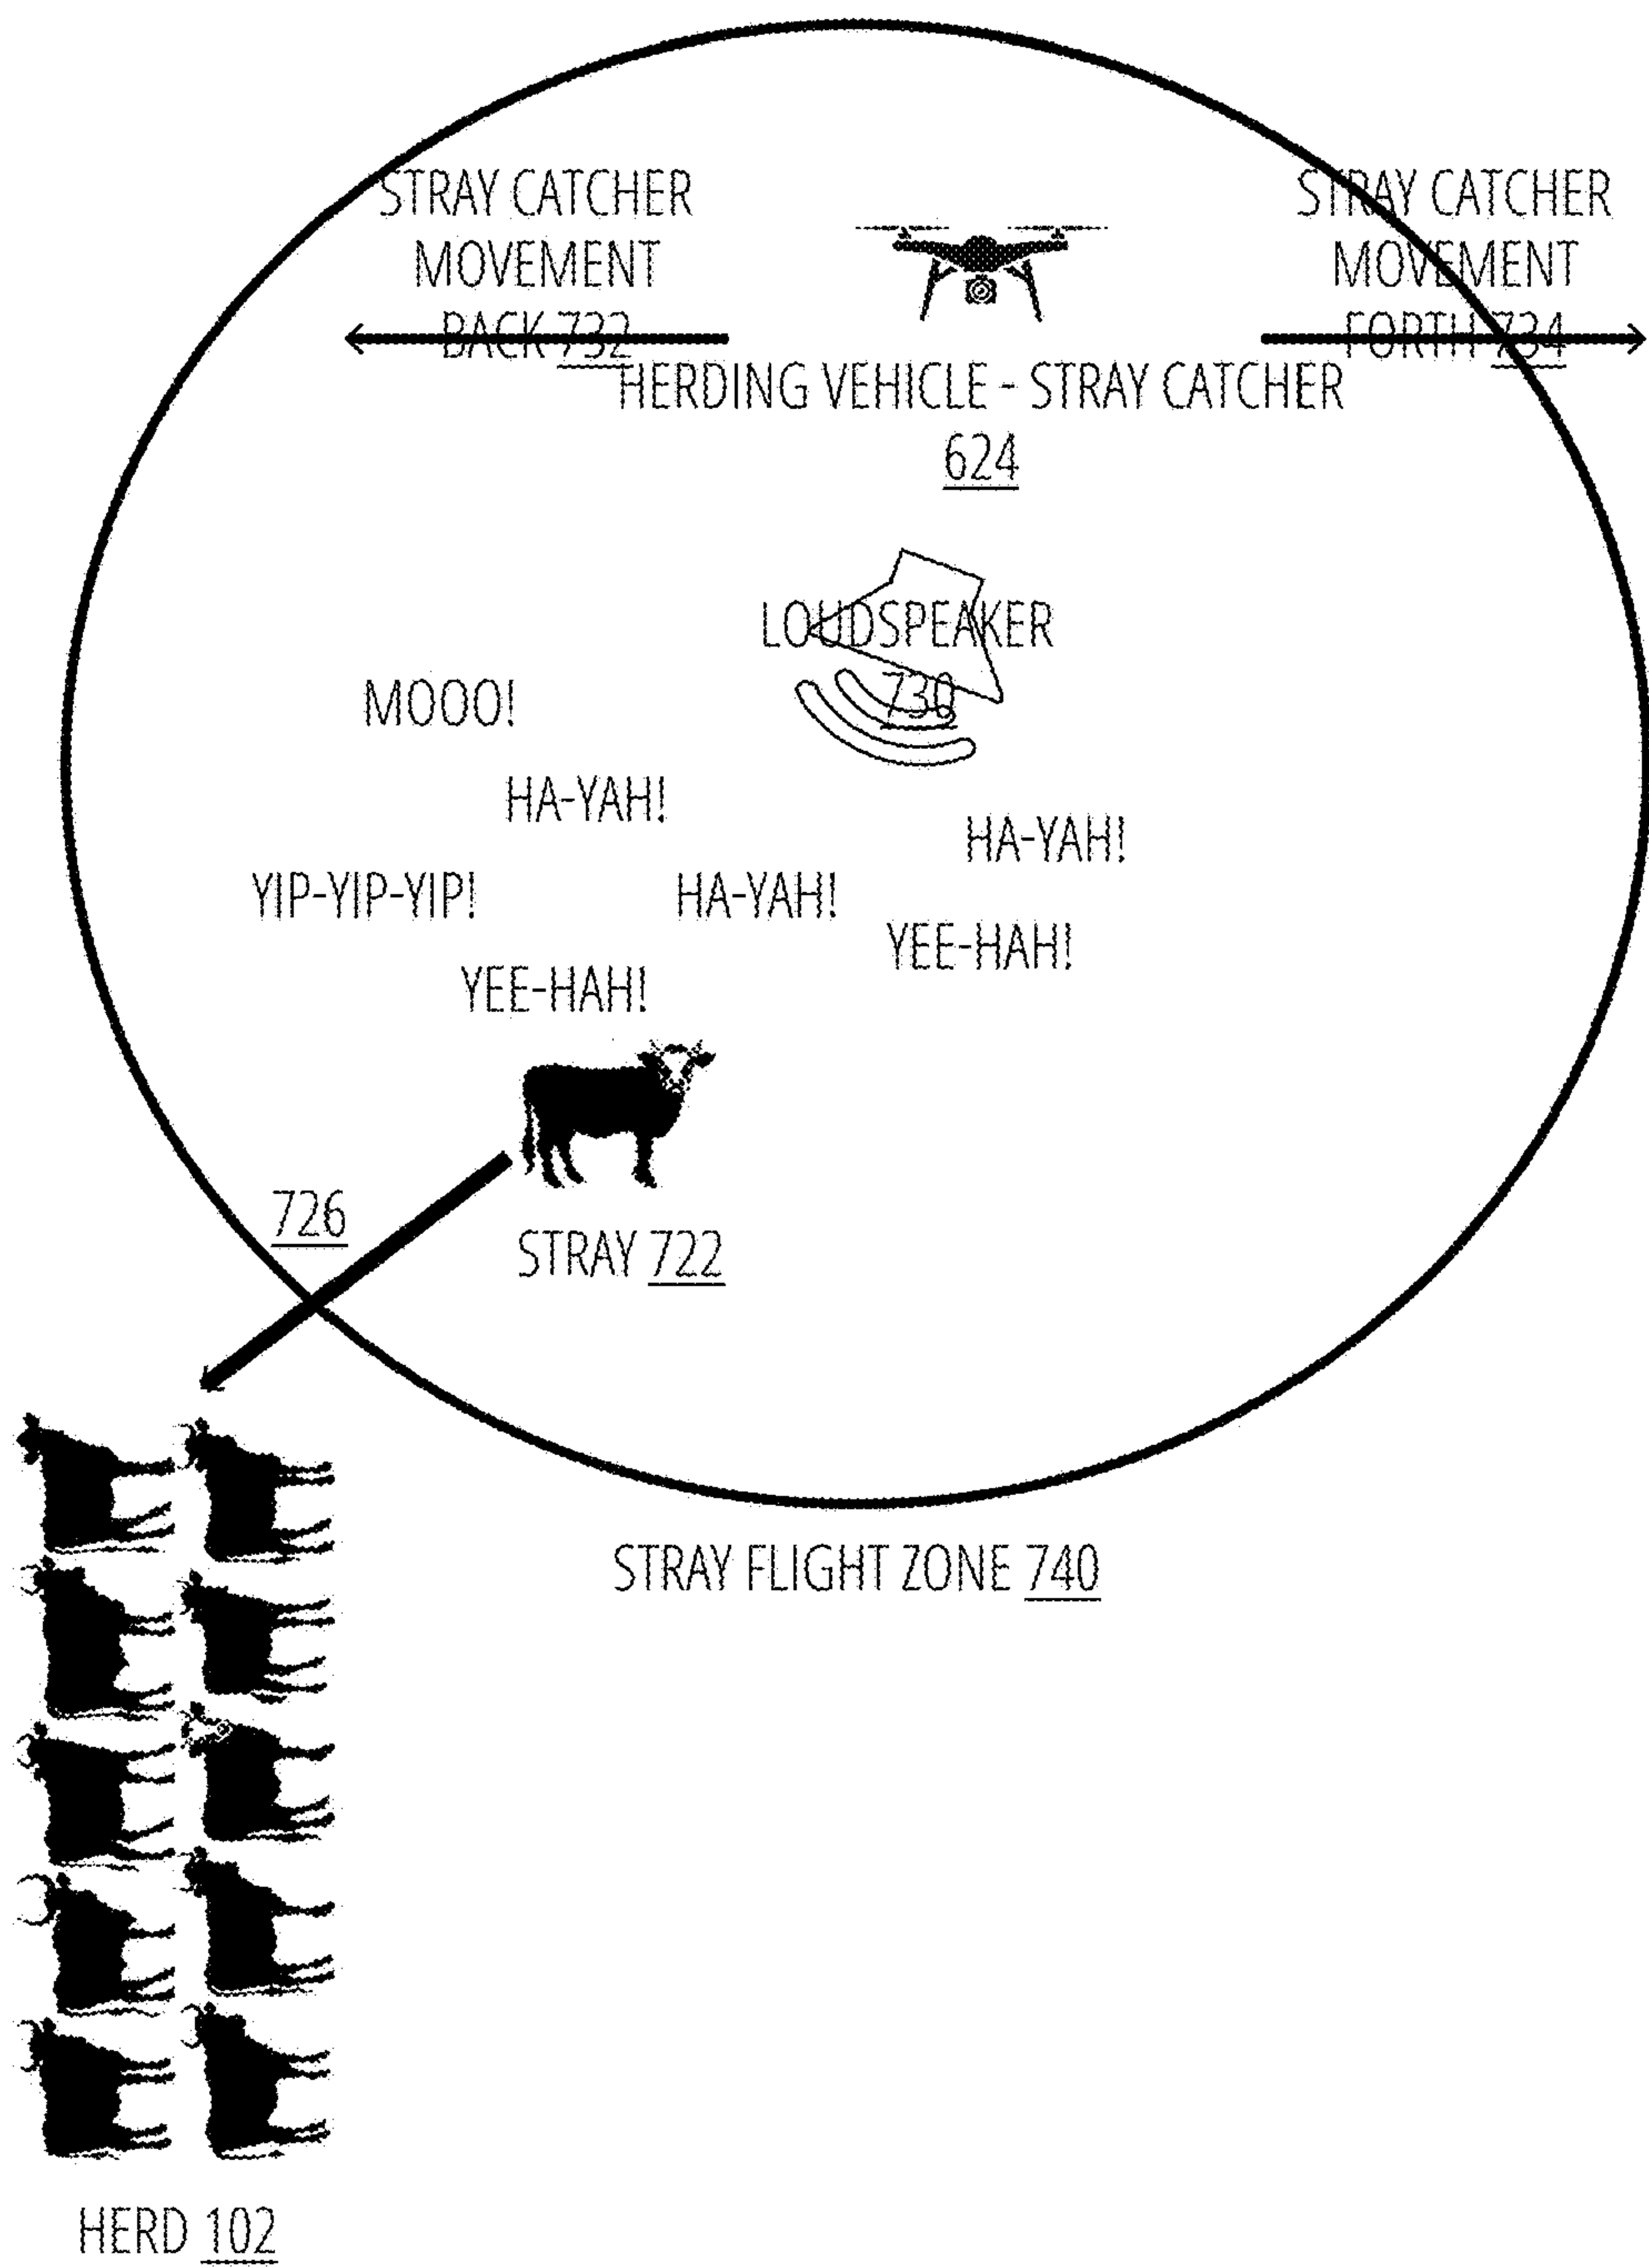 STRAY CATCHER
MOVEMENT
BACK 732
STRAY CATCHER
MOVEMENT
FORTH 734
HERDING VEHICLE - STRAY CATCHER
624
LOUDSPEAKER
730
MOOO!
HA-YAH!
HA-YAH!
YIP-YIP-YIP!
HA-YAH!
YEE-HAH!
YEE-HAH!
726
STRAY 722
STRAY FLIGHT ZONE 740
HERD 102